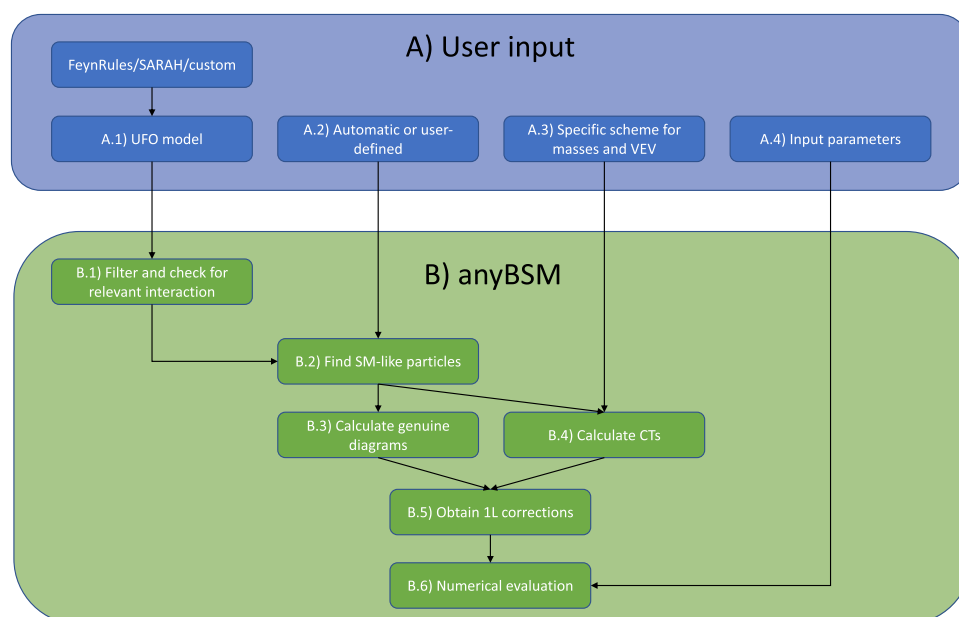 A) User input
FeynRules/SARAH/custom
A.1) UFO model
A.2) Automatic or user-
defined
A.3) Specific scheme for
masses and VEV
A.4) Input parameters
B) anyBSM
B.1) Filter and check for
relevant interaction
B.2) Find SM-like particles
B.3) Calculate genuine
diagrams
B.4) Calculate CTs
B.5) Obtain 1L corrections
B.6) Numerical evaluation